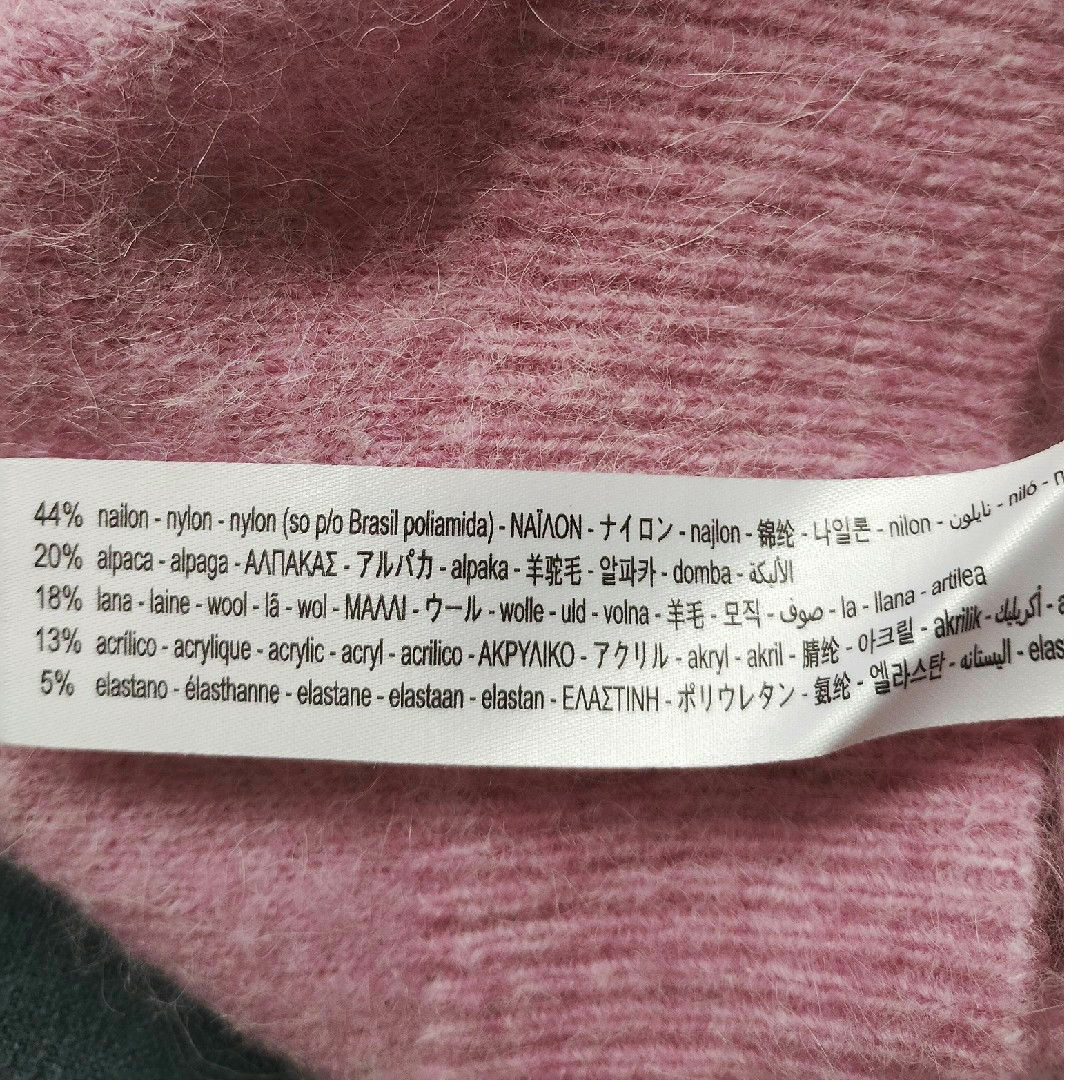 44% nailon - nylon - nylon (so p/o Brasil poliamida) - ΝΑΪΛΟΝ - ナイロン - najlon - 锦纶 - 나일론 - nilon - نايلون - niló -
20% alpaca - alpaga - ΑΛΠΑΚΑΣ - アルパカ - alpaka - 羊驼毛 - 알파카 - domba - الألبكة
18% lana - laine - wool - lã - wol - ΜΑΛΛΙ - ウール - wolle - uld - volna - 羊毛 - 모직 - صوف - la - llana - artilea
13% acrílico - acrylique - acrylic - acryl - acrilico - ΑΚΡΥΛΙΚΟ - アクリル - akryl - akril - 腈纶 - 아크릴 - akrilik - أكريليك -
5% elastano - élasthanne - elastane - elastaan - elastan - ΕΛΑΣΤΙΝΗ - ポリウレタン - 氨纶 - 엘라스탄 - اليستانه - elas